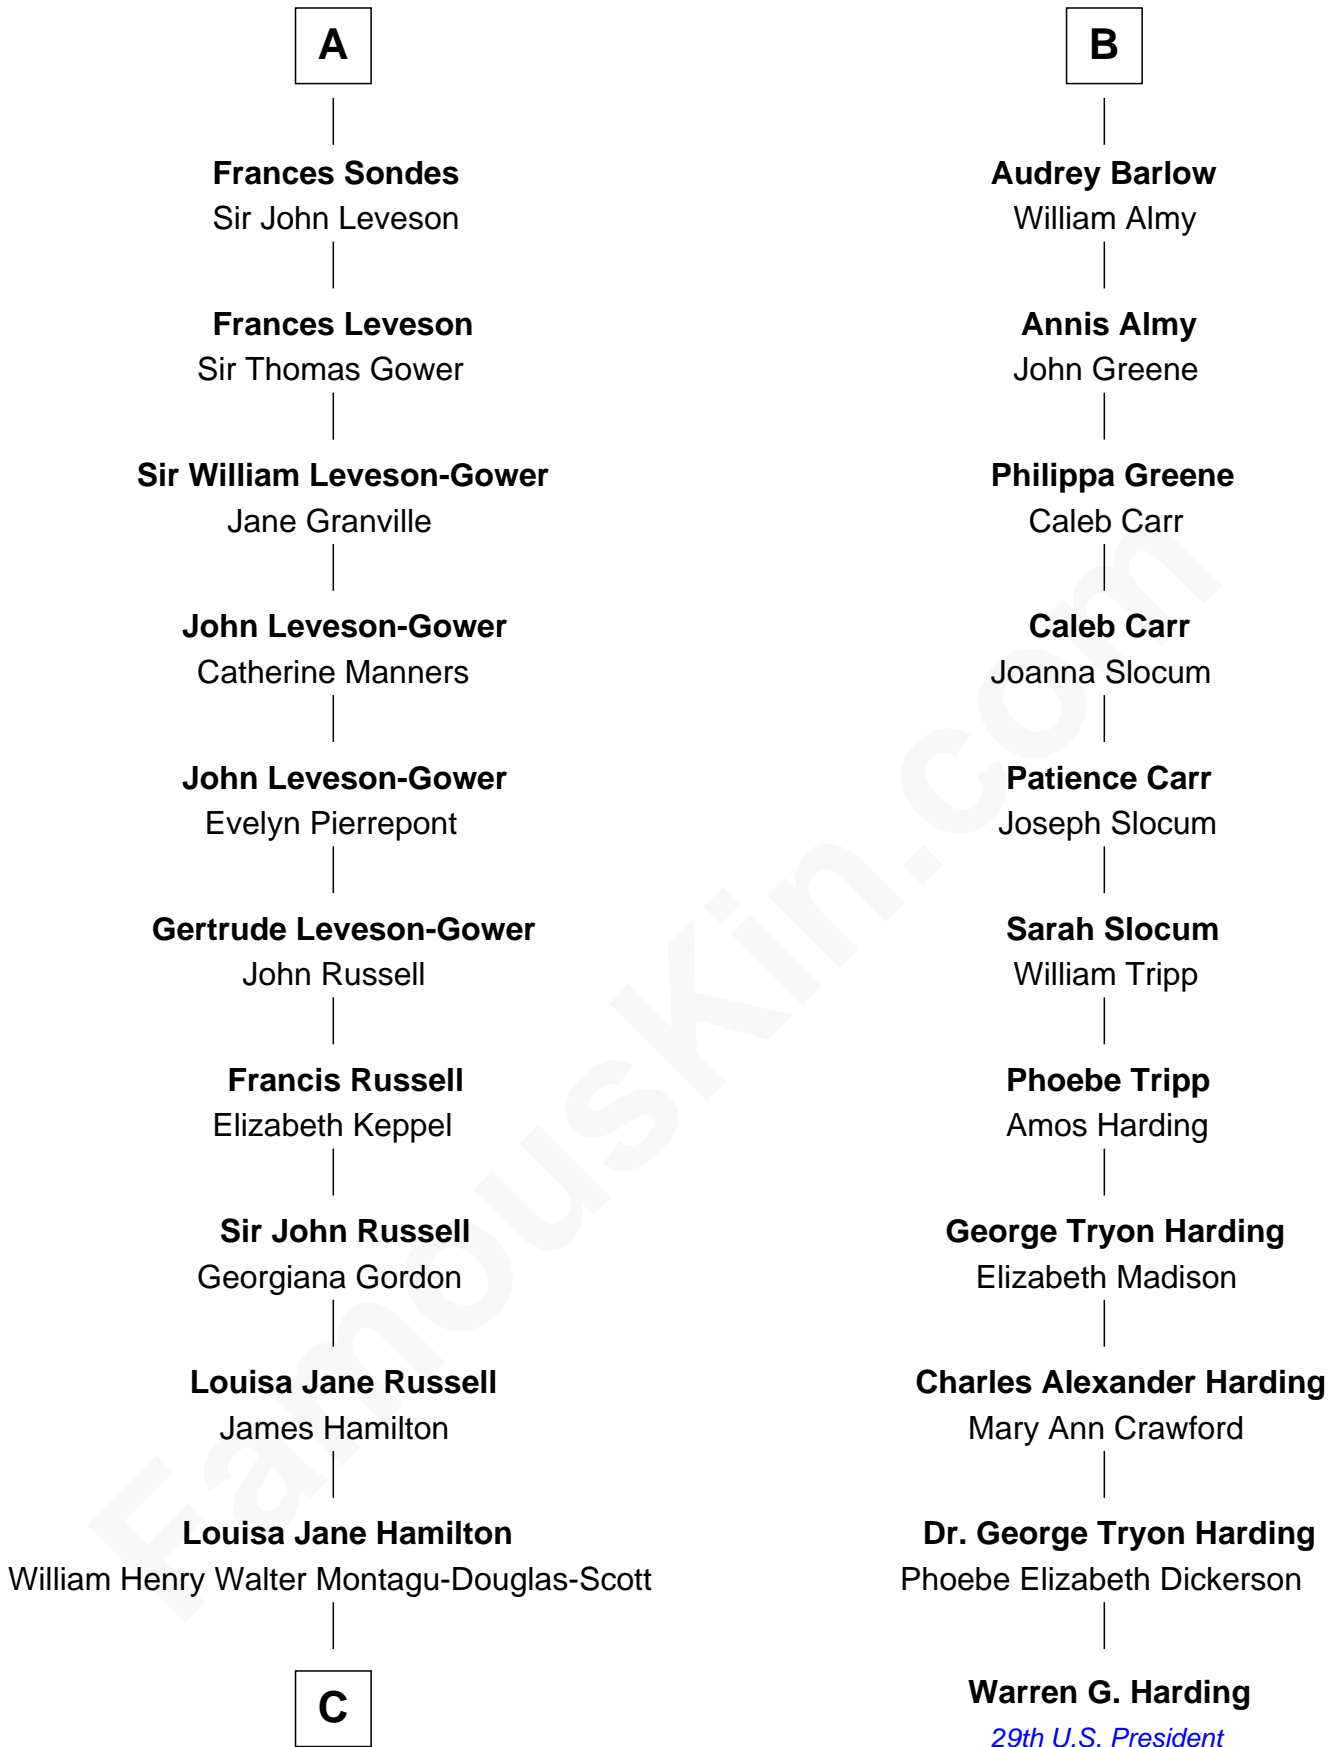 A
Frances Sondes
Sir John Leveson
Frances Leveson
Sir Thomas Gower
Sir William Leveson-Gower
Jane Granville
John Leveson-Gower
Catherine Manners
John Leveson-Gower
Evelyn Pierrepont
Gertrude Leveson-Gower
John Russell
Francis Russell
Elizabeth Keppel
Sir John Russell
Georgiana Gordon
Louisa Jane Russell
James Hamilton
Louisa Jane Hamilton
William Henry Walter Montagu-Douglas-Scott
C
B
Audrey Barlow
William Almy
Annis Almy
John Greene
Philippa Greene
Caleb Carr
Caleb Carr
Joanna Slocum
Patience Carr
Joseph Slocum
Sarah Slocum
William Tripp
Phoebe Tripp
Amos Harding
George Tryon Harding
Elizabeth Madison
Charles Alexander Harding
Mary Ann Crawford
Dr. George Tryon Harding
Phoebe Elizabeth Dickerson
Warren G. Harding
29th U.S. President
FamousKin.com